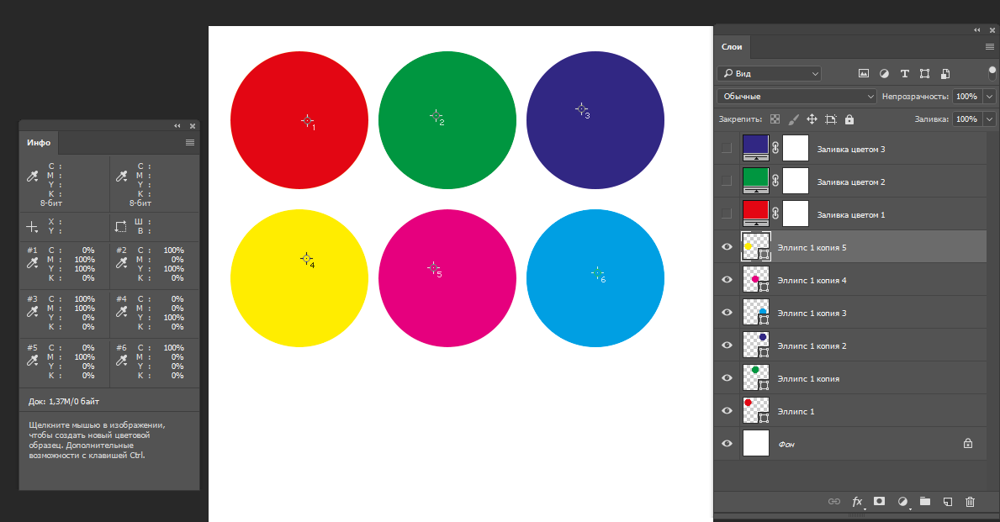 Инфо
C :
M :
Y :
K :
8-бит
C :
M :
Y :
K :
8-бит
X :
Y :
Ш :
В :
#1 C : 0%
M : 100%
Y : 100%
K : 0%
#2 C : 100%
M : 0%
Y : 100%
K : 0%
#3 C : 100%
M : 100%
Y : 0%
K : 0%
#4 C : 0%
M : 0%
Y : 100%
K : 0%
#5 C : 0%
M : 100%
Y : 0%
K : 0%
#6 C : 100%
M : 0%
Y : 0%
K : 0%
Док: 1,37M/0 байт
Щелкните мышью в изображении,
чтобы создать новый цветовой
образец. Дополнительные
возможности с клавишей Ctrl.
1
2
3
4
5
6
Слои
Вид
Обычные
Непрозрачность: 100%
Закрепить:
Заливка: 100%
Заливка цветом 3
Заливка цветом 2
Заливка цветом 1
Эллипс 1 копия 5
Эллипс 1 копия 4
Эллипс 1 копия 3
Эллипс 1 копия 2
Эллипс 1 копия
Эллипс 1
Фон
fx